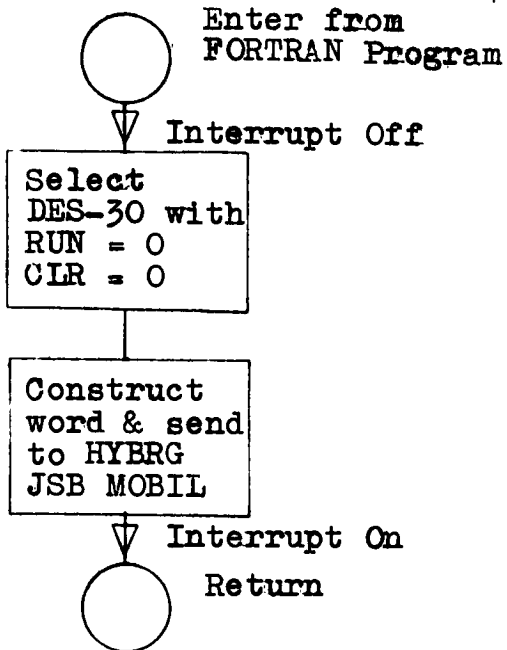 Enter from
FORTRAN Program
Interrupt Off
Select
DES-30 with
RUN = 0
CLR = 0
Construct
word & send
to HYBRG
JSB MOBIL
Interrupt On
Return